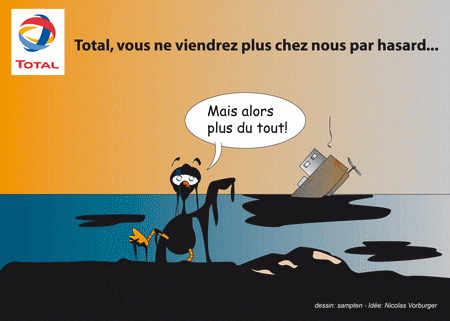 Total, vous ne viendrez plus chez nous par hasard...
TOTAL
Mais alors
plus du tout!
dessin: sampten - Idée: Nicolas Vorburger